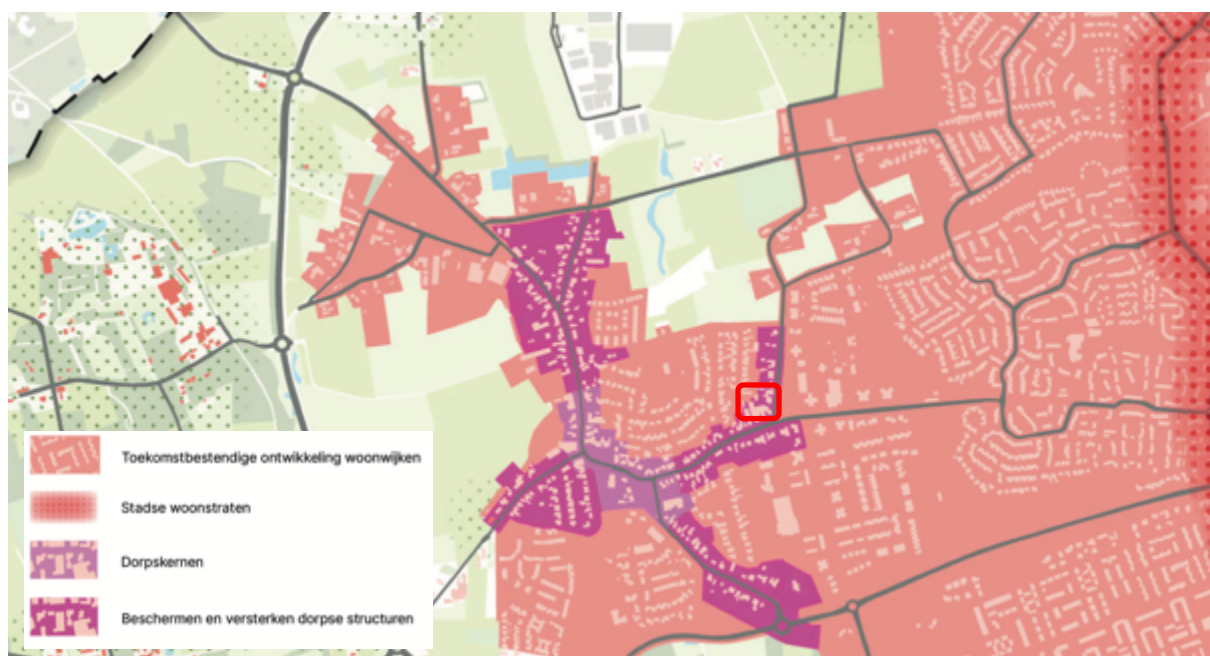 Toekomstbestendige ontwikkeling woonwijken
Stadse woonstraten
Dorpskernen
Beschermen en versterken dorpse structuren